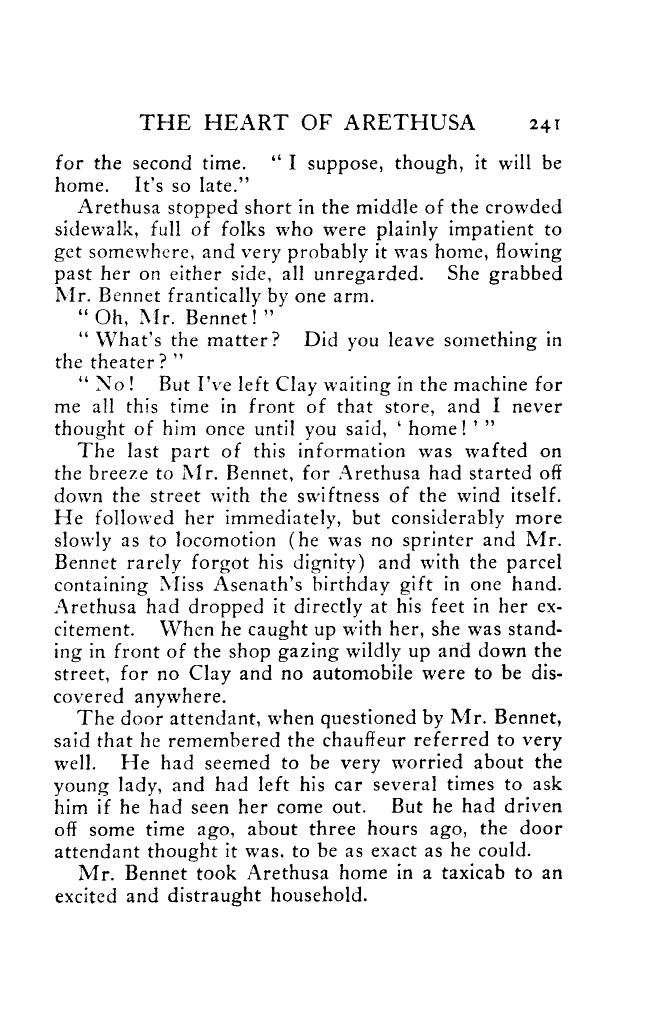 THE HEART OF ARETHUSA 241
for the second time. “ I suppose, though, it will be
home. It's so late.”
Arethusa stopped short in the middle of the crowded
sidewalk, full of folks who were plainly impatient to
get somewhere, and very probably it was home, flowing
past her on either side, all unregarded. She grabbed
Mr. Bennet frantically by one arm.
“ Oh, Mr. Bennet! ”
“ What's the matter? Did you leave something in
the theater? ”
“ No! But I've left Clay waiting in the machine for
me all this time in front of that store, and I never
thought of him once until you said, ‘ home! ’ ”
The last part of this information was wafted on
the breeze to Mr. Bennet, for Arethusa had started off
down the street with the swiftness of the wind itself.
He followed her immediately, but considerably more
slowly as to locomotion (he was no sprinter and Mr.
Bennet rarely forgot his dignity) and with the parcel
containing Miss Asenath's birthday gift in one hand.
Arethusa had dropped it directly at his feet in her ex-
citement. When he caught up with her, she was stand-
ing in front of the shop gazing wildly up and down the
street, for no Clay and no automobile were to be dis-
covered anywhere.
The door attendant, when questioned by Mr. Bennet,
said that he remembered the chauffeur referred to very
well. He had seemed to be very worried about the
young lady, and had left his car several times to ask
him if he had seen her come out. But he had driven
off some time ago, about three hours ago, the door
attendant thought it was, to be as exact as he could.
Mr. Bennet took Arethusa home in a taxicab to an
excited and distraught household.